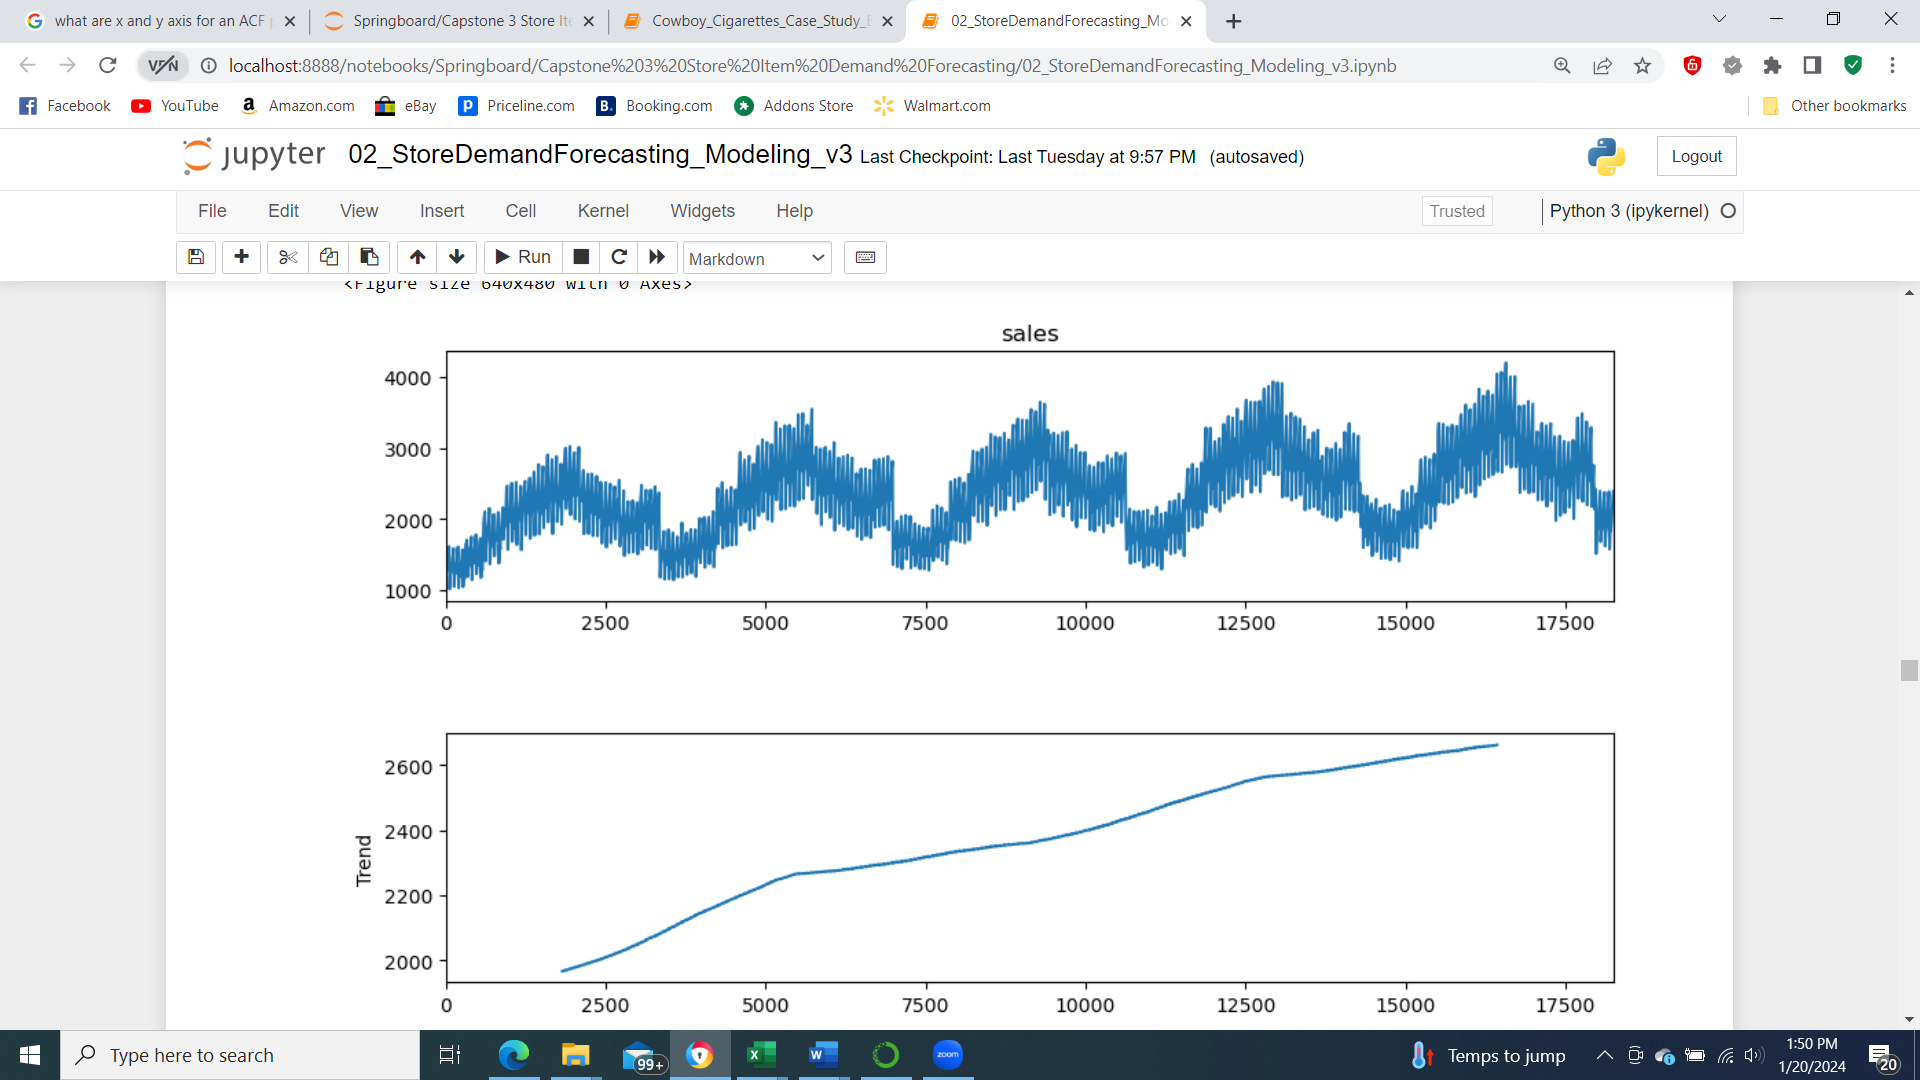 what are x and y axis for an ACF
Springboard/Capstone 3 Store It
Cowboy_Cigarettes_Case_Study_
02_StoreDemandForecasting_Mo
VPN
localhost:8888/notebooks/Springboard/Capstone%203%20Store%20Item%20Demand%20Forecasting/02_StoreDemandForecasting_Modeling_v3.ipynb
Facebook YouTube Amazon.com eBay Priceline.com Booking.com Addons Store Walmart.com Other bookmarks
jupyter 02_StoreDemandForecasting_Modeling_v3 Last Checkpoint: Last Tuesday at 9:57 PM (autosaved) Logout
File Edit View Insert Cell Kernel Widgets Help Trusted Python 3 (ipykernel)
Run Markdown
<Figure size 640x480 with 0 Axes>
sales
4000
3000
2000
1000
0 2500 5000 7500 10000 12500 15000 17500
Trend
2600
2400
2200
2000
0 2500 5000 7500 10000 12500 15000 17500
Type here to search
99+
zoom
Temps to jump
1:50 PM
1/20/2024
20